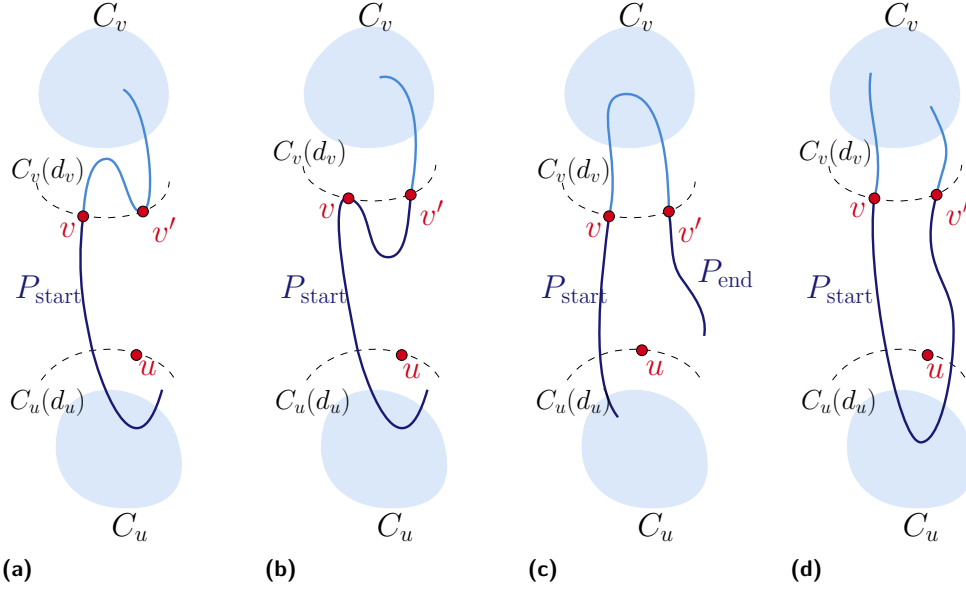 C_v C_v C_v C_v
C_v(d_v) C_v(d_v) C_v(d_v) C_v(d_v)
v v' v v' v v' v v'
P_start P_start P_start P_end P_start
u u u u
C_u(d_u) C_u(d_u) C_u(d_u) C_u(d_u)
C_u C_u C_u C_u
(a) (b) (c) (d)